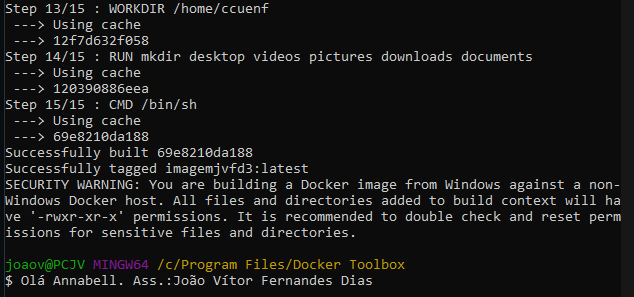 Step 13/15 : WORKDIR /home/ccuenf
 ---> Using cache
 ---> 12f7d632f058
Step 14/15 : RUN mkdir desktop videos pictures downloads documents
 ---> Using cache
 ---> 120390886eea
Step 15/15 : CMD /bin/sh
 ---> Using cache
 ---> 69e8210da188
Successfully built 69e8210da188
Successfully tagged imagemjvfd3:latest
SECURITY WARNING: You are building a Docker image from Windows against a non-
Windows Docker host. All files and directories added to build context will ha
ve '-rwxr-xr-x' permissions. It is recommended to double check and reset perm
issions for sensitive files and directories.
joaov@PCJV MINGW64 /c/Program Files/Docker Toolbox
$ Olá Annabell. Ass.:João Vítor Fernandes Dias